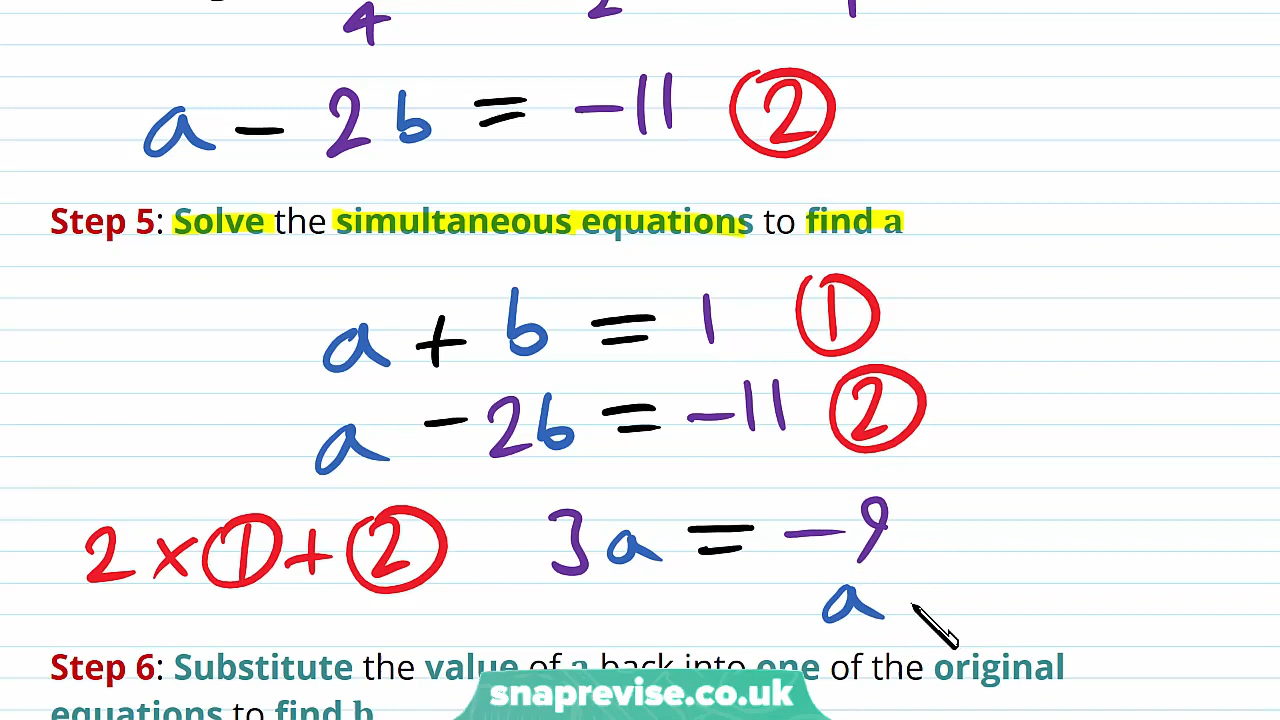 4
a - 2b = -11 ②
Step 5: Solve the simultaneous equations to find a
a + b = 1 ①
a - 2b = -11 ②
2 × ① + ② 3a = -9
a
Step 6: Substitute the value of a back into one of the original
equations to find b
snaprevise.co.uk